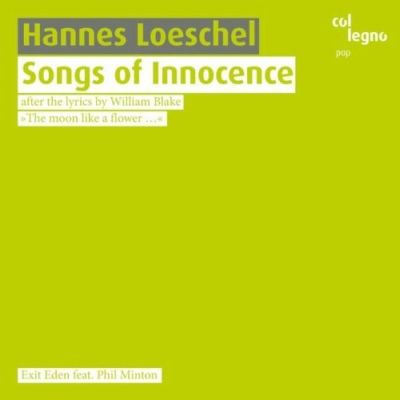 Hannes Loeschel
Songs of Innocence
after the lyrics by William Blake
»The moon like a flower …«
col
legno
pop
Exit Eden feat. Phil Minton